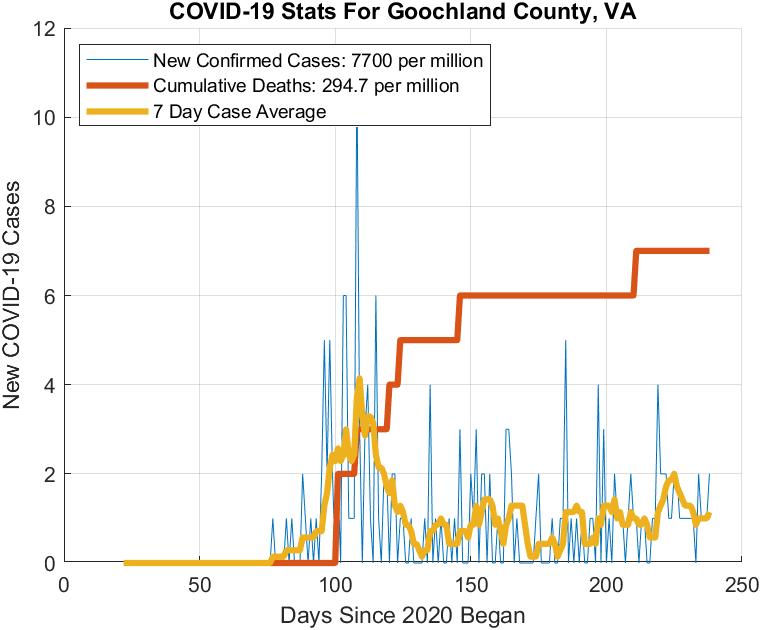 COVID-19 Stats For Goochland County, VA
New Confirmed Cases: 7700 per million
Cumulative Deaths: 294.7 per million
7 Day Case Average
New COVID-19 Cases
12
10
8
6
4
2
0
0 50 100 150 200 250
Days Since 2020 Began